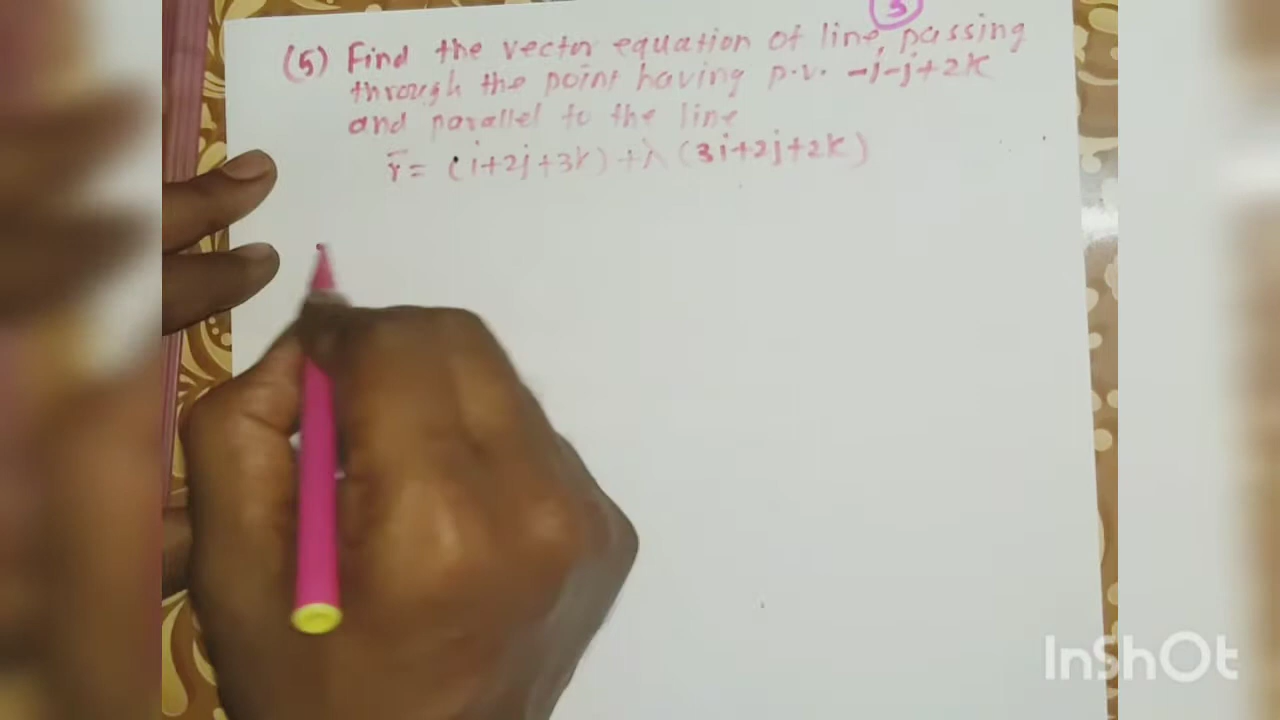 3
(5) Find the vector equation of line, passing
through the point having p.v. -i-j+2k
and parallel to the line
r̄ = (i+2j+3k)+λ(3i+2j+2k)
InShOt